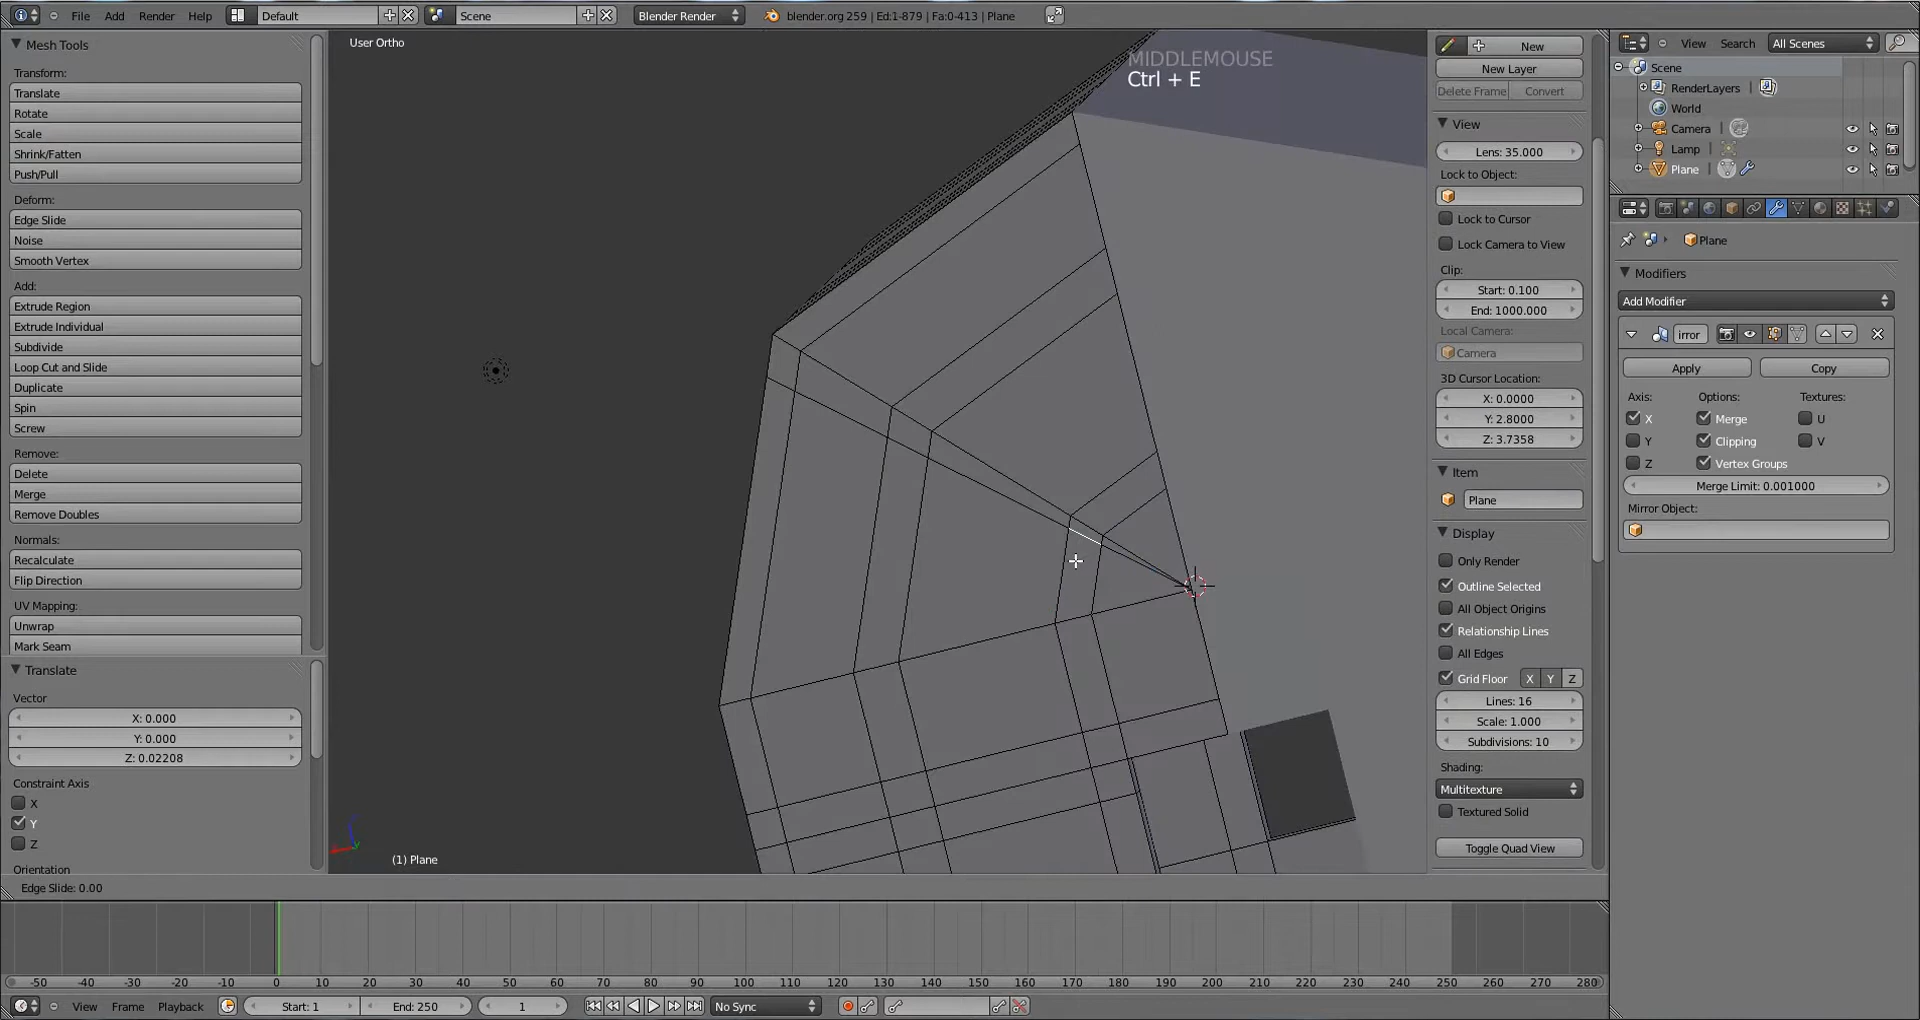 File Add Render Help Default Scene Blender Render blender.org 259 | Ed:1-879 | Fa:0-413 | Plane
Mesh Tools
Transform:
Translate
Rotate
Scale
Shrink/Fatten
Push/Pull
Deform:
Edge Slide
Noise
Smooth Vertex
Add:
Extrude Region
Extrude Individual
Subdivide
Loop Cut and Slide
Duplicate
Spin
Screw
Remove:
Delete
Merge
Remove Doubles
Normals:
Recalculate
Flip Direction
UV Mapping:
Unwrap
Mark Seam
Translate
Vector
X: 0.000
Y: 0.000
Z: 0.02208
Constraint Axis
X
Y
Z
Orientation
User Ortho
MIDDLEMOUSE
Ctrl + E
(1) Plane
Edge Slide: 0.00
New
New Layer
Delete Frame Convert
View
Lens: 35.000
Lock to Object:
Lock to Cursor
Lock Camera to View
Clip:
Start: 0.100
End: 1000.000
Local Camera:
Camera
3D Cursor Location:
X: 0.0000
Y: 2.8000
Z: 3.7358
Item
Plane
Display
Only Render
Outline Selected
All Object Origins
Relationship Lines
All Edges
Grid Floor X Y Z
Lines: 16
Scale: 1.000
Subdivisions: 10
Shading:
Multitexture
Textured Solid
Toggle Quad View
View Search All Scenes
Scene
RenderLayers
World
Camera
Lamp
Plane
Plane
Modifiers
Add Modifier
irror
Apply Copy
Axis: Options: Textures:
X Merge U
Y Clipping V
Z Vertex Groups
Merge Limit: 0.001000
Mirror Object:
-50 -40 -30 -20 -10 0 10 20 30 40 50 60 70 80 90 100 110 120 130 140 150 160 170 180 190 200 210 220 230 240 250 260 270 280
View Frame Playback Start: 1 End: 250 1 No Sync